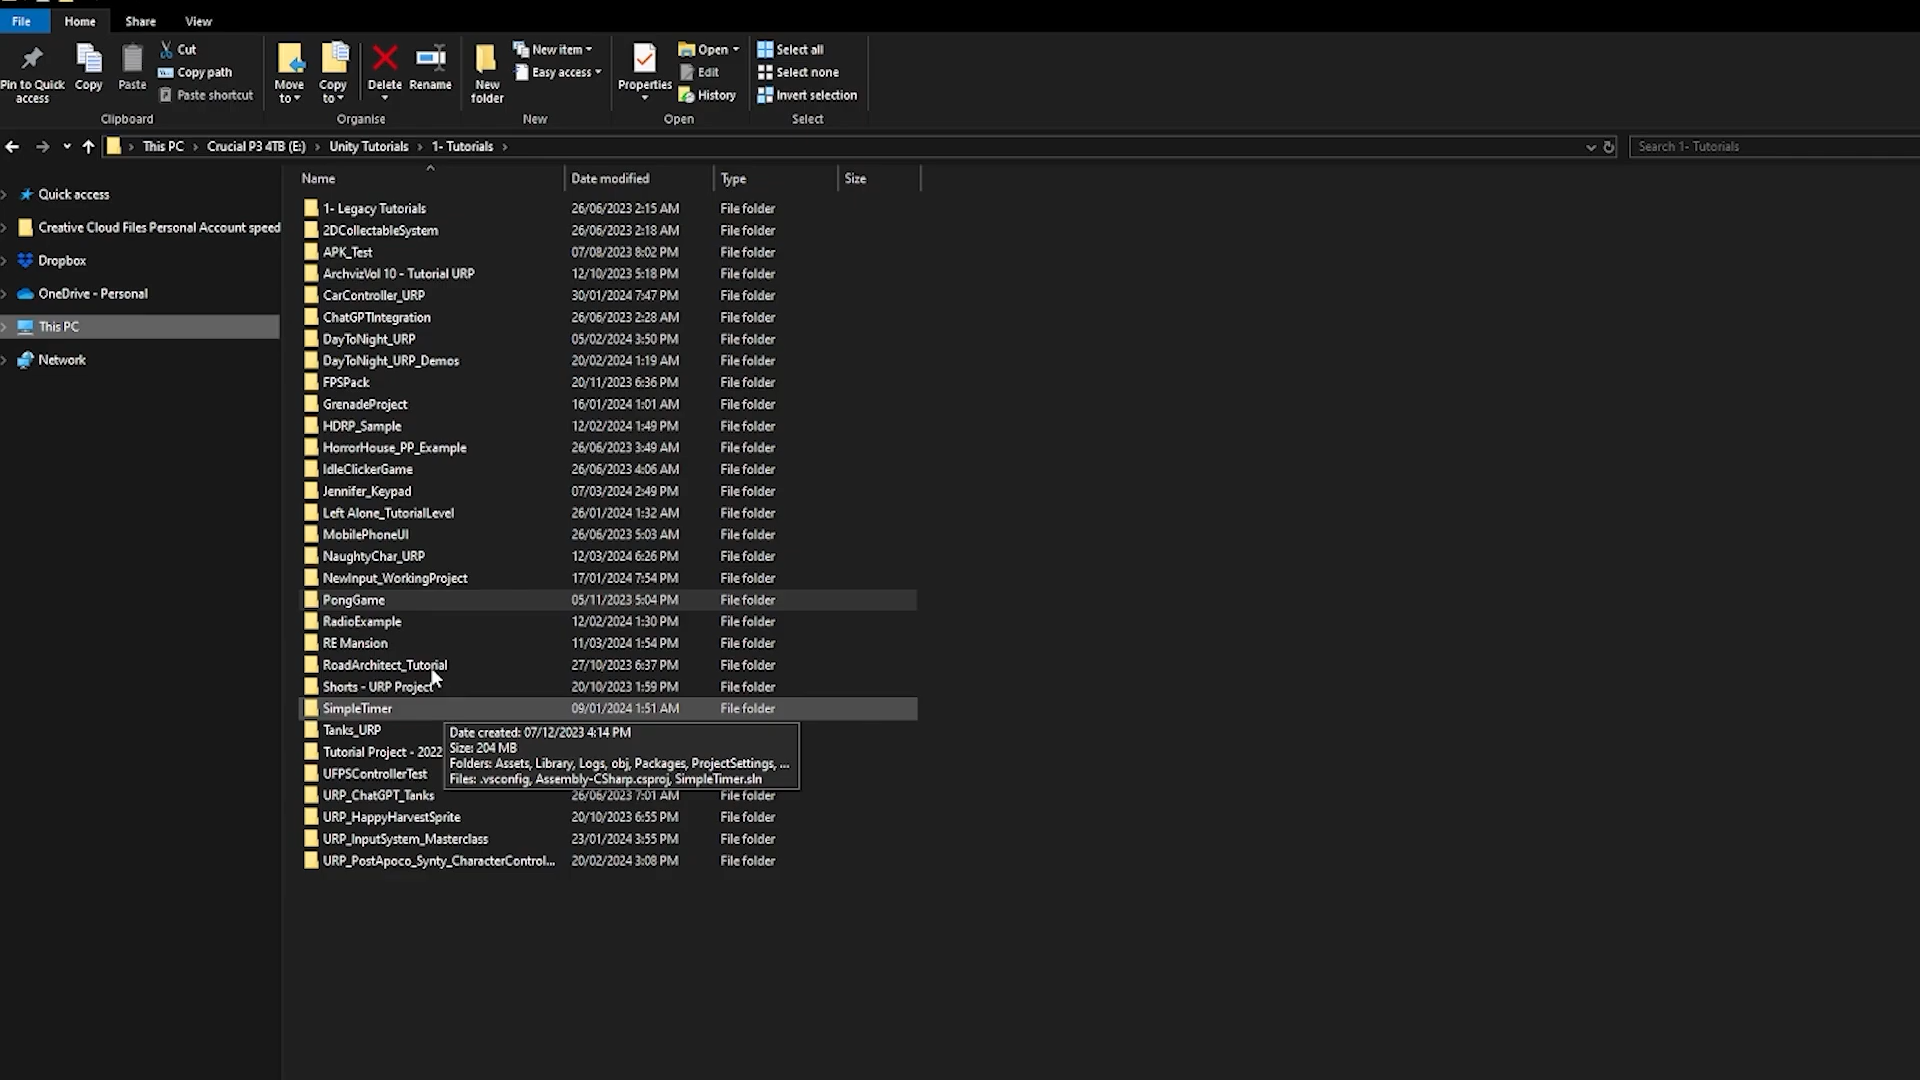 File Home Share View
Pin to Quick access
Copy
Paste
Cut
Copy path
Paste shortcut
Clipboard
Move to
Copy to
Delete
Rename
Organise
New folder
New item
Easy access
New
Properties
Open
Edit
History
Open
Select all
Select none
Invert selection
Select
This PC > Crucial P3 4TB (E:) > Unity Tutorials > 1- Tutorials >
Search 1- Tutorials
Quick access
Creative Cloud Files Personal Account speed
Dropbox
OneDrive - Personal
This PC
Network
Name Date modified Type Size
1- Legacy Tutorials 26/06/2023 2:15 AM File folder
2DCollectableSystem 26/06/2023 2:18 AM File folder
APK_Test 07/08/2023 8:02 PM File folder
ArchvizVol 10 - Tutorial URP 12/10/2023 5:18 PM File folder
CarController_URP 30/01/2024 7:47 PM File folder
ChatGPTIntegration 26/06/2023 2:28 AM File folder
DayToNight_URP 05/02/2024 3:50 PM File folder
DayToNight_URP_Demos 20/02/2024 1:19 AM File folder
FPSPack 20/11/2023 6:36 PM File folder
GrenadeProject 16/01/2024 1:01 AM File folder
HDRP_Sample 12/02/2024 1:49 PM File folder
HorrorHouse_PP_Example 26/06/2023 3:49 AM File folder
IdleClickerGame 26/06/2023 4:06 AM File folder
Jennifer_Keypad 07/03/2024 2:49 PM File folder
Left Alone_TutorialLevel 26/01/2024 1:32 AM File folder
MobilePhoneUI 26/06/2023 5:03 AM File folder
NaughtyChar_URP 12/03/2024 6:26 PM File folder
NewInput_WorkingProject 17/01/2024 7:54 PM File folder
PongGame 05/11/2023 5:04 PM File folder
RadioExample 12/02/2024 1:30 PM File folder
RE Mansion 11/03/2024 1:54 PM File folder
RoadArchitect_Tutorial 27/10/2023 6:37 PM File folder
Shorts - URP Project 20/10/2023 1:59 PM File folder
SimpleTimer 09/01/2024 1:51 AM File folder
Tanks_URP
Tutorial Project - 2022
UFPSControllerTest
Date created: 07/12/2023 4:14 PM
Size: 204 MB
Folders: Assets, Library, Logs, obj, Packages, ProjectSettings, ...
Files: .vsconfig, Assembly-CSharp.csproj, SimpleTimer.sln
URP_ChatGPT_Tanks 26/06/2023 7:01 AM File folder
URP_HappyHarvestSprite 20/10/2023 6:55 PM File folder
URP_InputSystem_Masterclass 23/01/2024 3:55 PM File folder
URP_PostApoco_Synty_CharacterControl... 20/02/2024 3:08 PM File folder